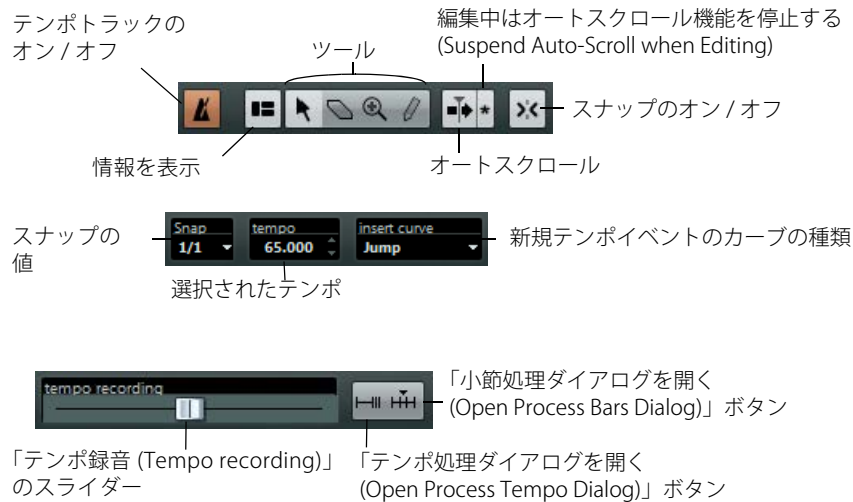 テンポトラックの
オン / オフ
ツール
編集中はオートスクロール機能を停止する
(Suspend Auto-Scroll when Editing)
スナップのオン / オフ
情報を表示
オートスクロール
スナップの
値
Snap
1/1
tempo
65.000
insert curve
Jump
新規テンポイベントのカーブの種類
選択されたテンポ
tempo recording
「小節処理ダイアログを開く
(Open Process Bars Dialog)」ボタン
「テンポ録音 (Tempo recording)」
のスライダー
「テンポ処理ダイアログを開く
(Open Process Tempo Dialog)」ボタン